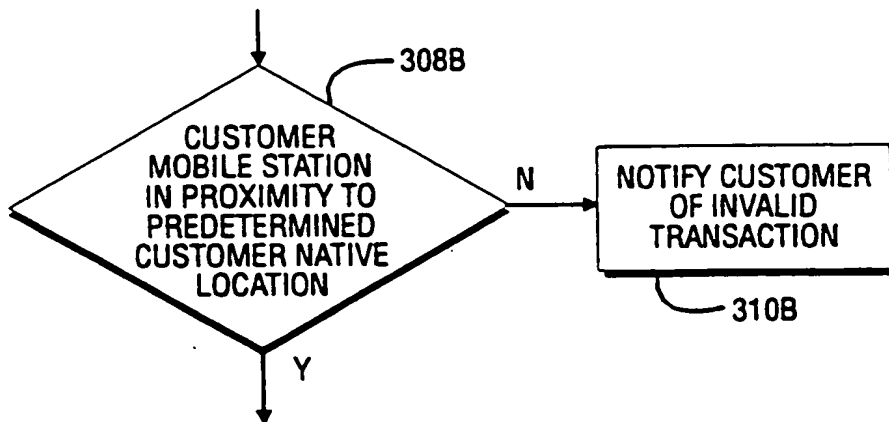 308B
CUSTOMER
MOBILE STATION
IN PROXIMITY TO
PREDETERMINED
CUSTOMER NATIVE
LOCATION
N
NOTIFY CUSTOMER
OF INVALID
TRANSACTION
310B
Y